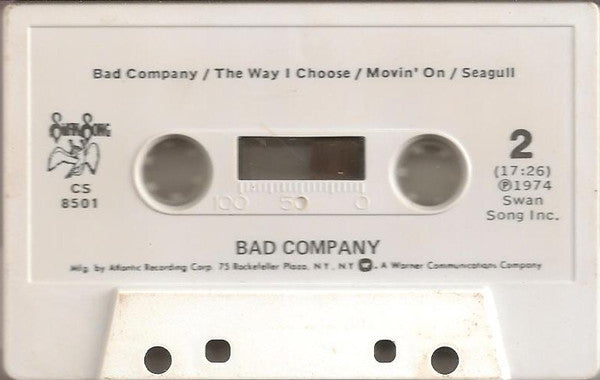 Bad Company / The Way I Choose / Movin' On / Seagull
SWAN SONG
CS
8501
2
(17:26)
℗1974
Swan
Song Inc.
100 50 0
BAD COMPANY
Mfg. by Atlantic Recording Corp. 75 Rockefeller Plaza, N.Y., N.Y. W. A Warner Communications Company